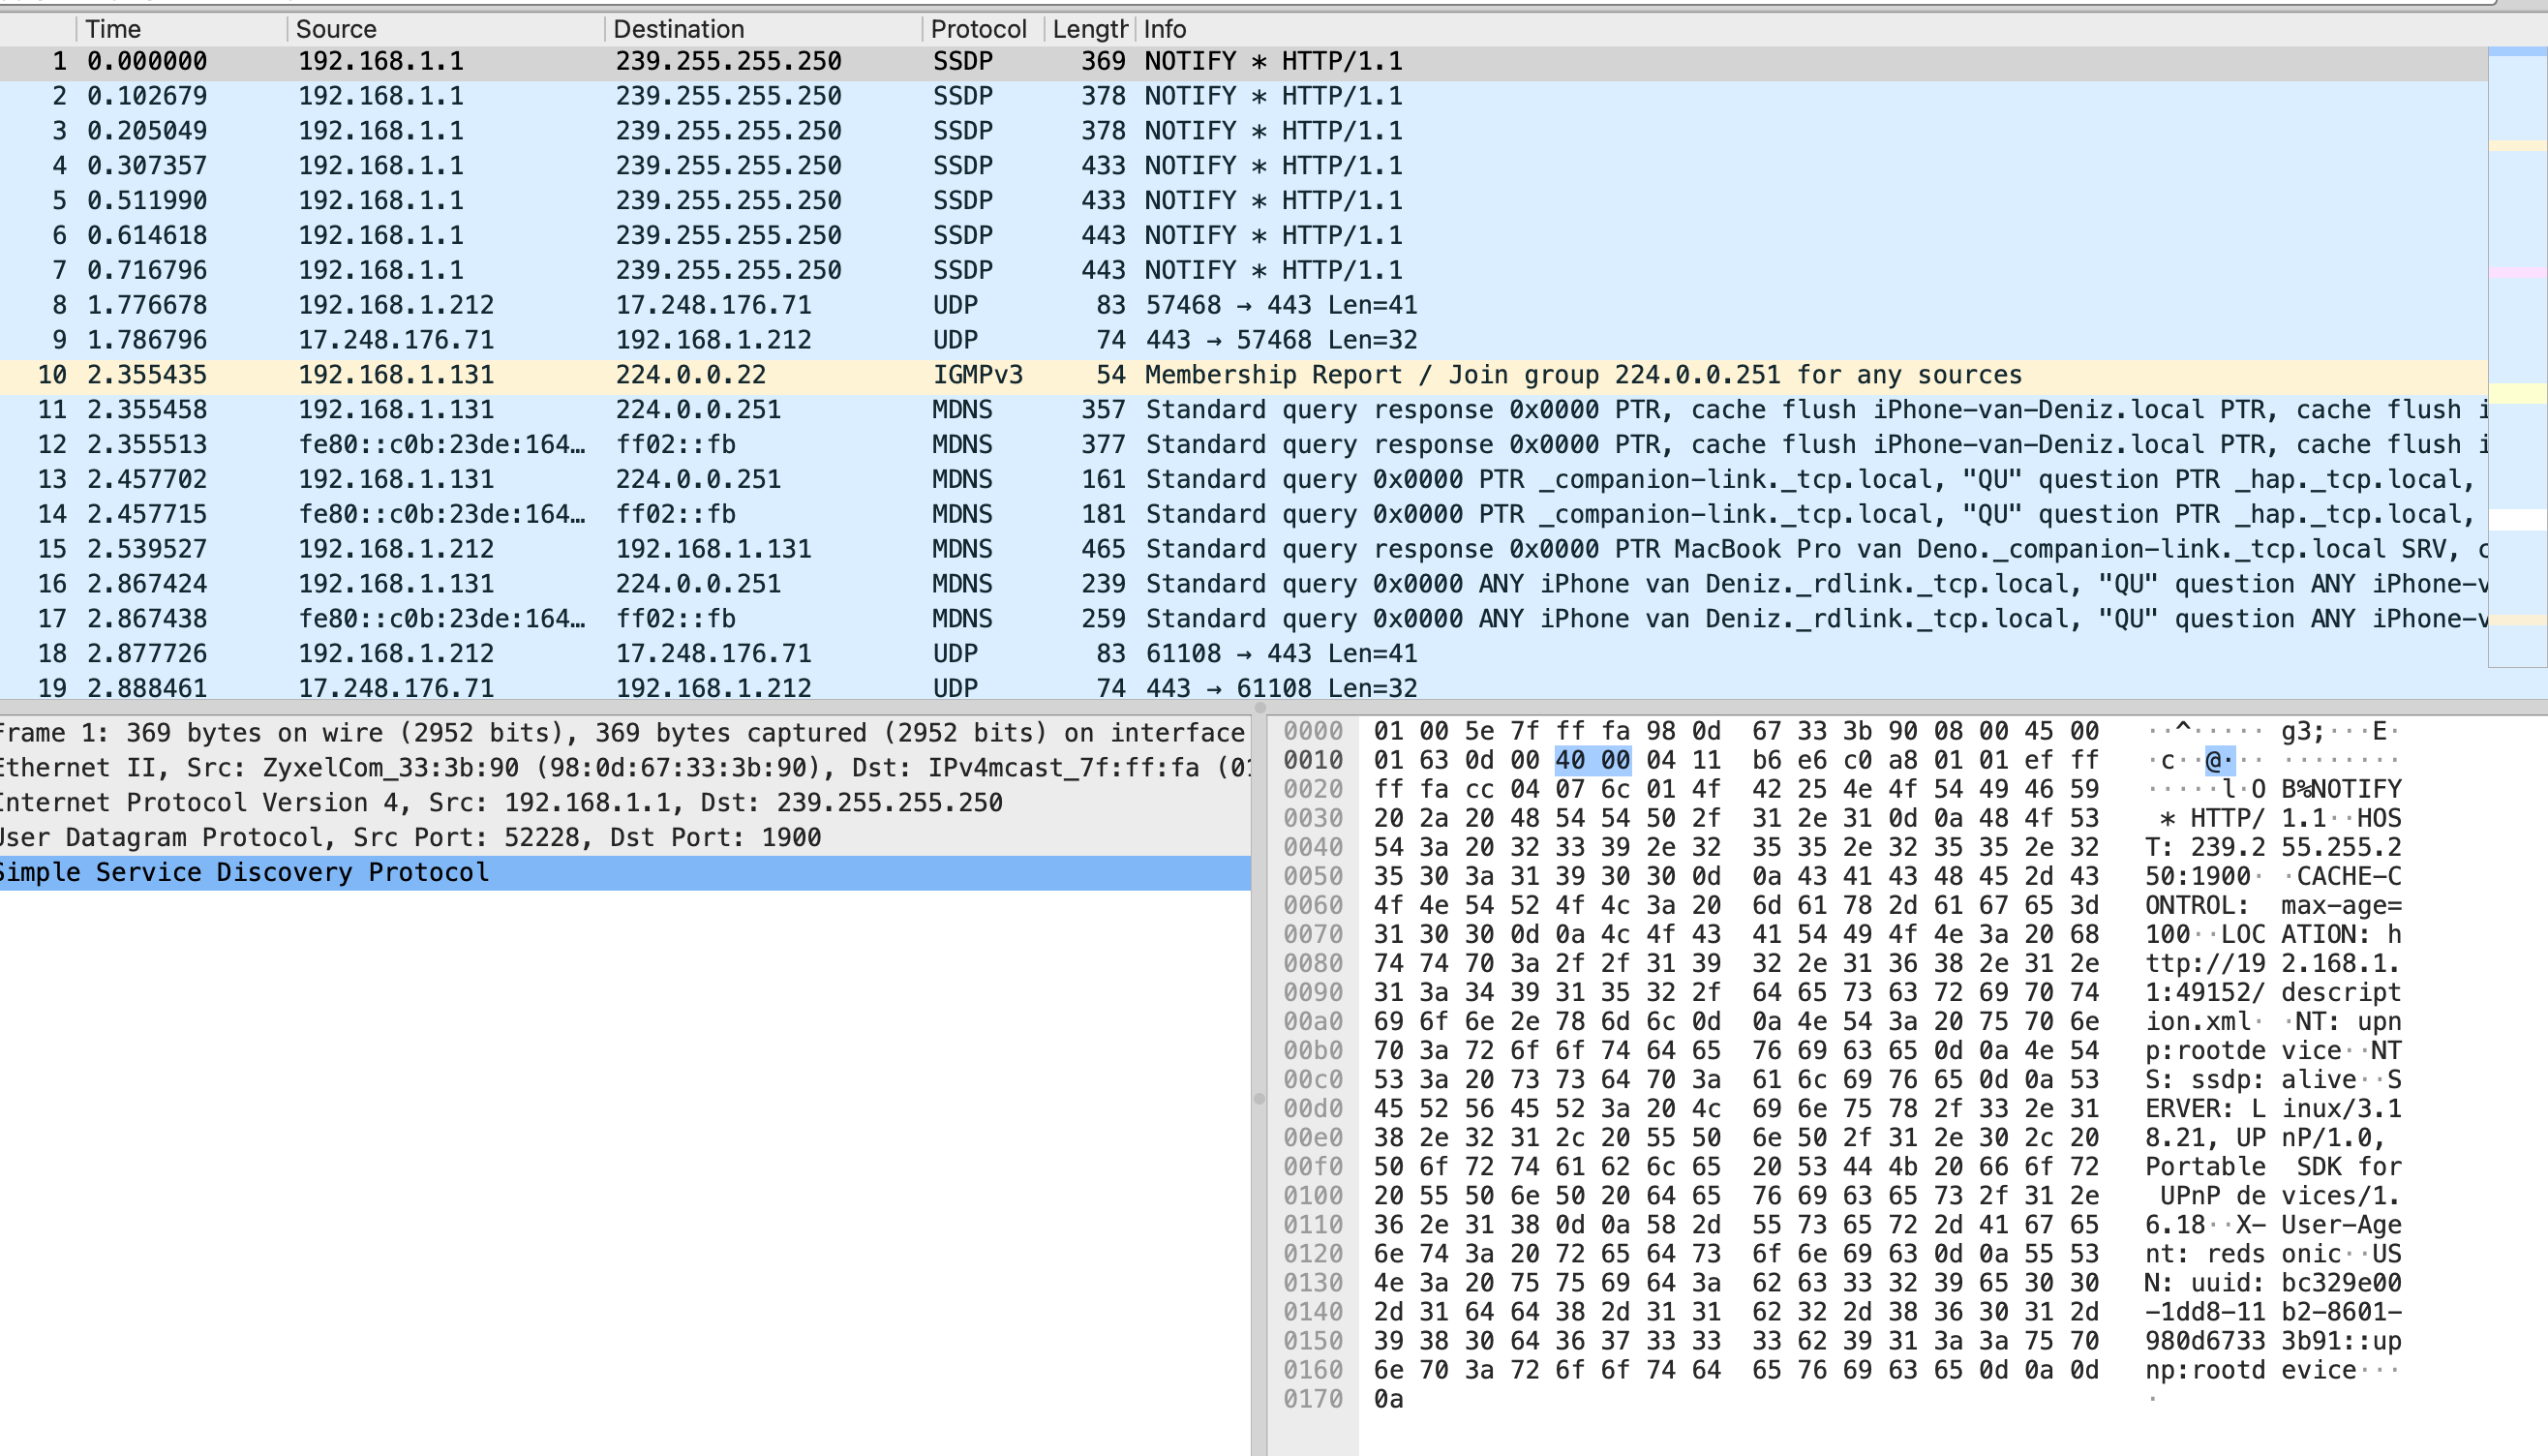 Time Source Destination Protocol Length Info
1 0.000000 192.168.1.1 239.255.255.250 SSDP 369 NOTIFY * HTTP/1.1
2 0.102679 192.168.1.1 239.255.255.250 SSDP 378 NOTIFY * HTTP/1.1
3 0.205049 192.168.1.1 239.255.255.250 SSDP 378 NOTIFY * HTTP/1.1
4 0.307357 192.168.1.1 239.255.255.250 SSDP 433 NOTIFY * HTTP/1.1
5 0.511990 192.168.1.1 239.255.255.250 SSDP 433 NOTIFY * HTTP/1.1
6 0.614618 192.168.1.1 239.255.255.250 SSDP 443 NOTIFY * HTTP/1.1
7 0.716796 192.168.1.1 239.255.255.250 SSDP 443 NOTIFY * HTTP/1.1
8 1.776678 192.168.1.212 17.248.176.71 UDP 83 57468 → 443 Len=41
9 1.786796 17.248.176.71 192.168.1.212 UDP 74 443 → 57468 Len=32
10 2.355435 192.168.1.131 224.0.0.22 IGMPv3 54 Membership Report / Join group 224.0.0.251 for any sources
11 2.355458 192.168.1.131 224.0.0.251 MDNS 357 Standard query response 0x0000 PTR, cache flush iPhone-van-Deniz.local PTR, cache flush i
12 2.355513 fe80::c0b:23de:164… ff02::fb MDNS 377 Standard query response 0x0000 PTR, cache flush iPhone-van-Deniz.local PTR, cache flush i
13 2.457702 192.168.1.131 224.0.0.251 MDNS 161 Standard query 0x0000 PTR _companion-link._tcp.local, "QU" question PTR _hap._tcp.local,
14 2.457715 fe80::c0b:23de:164… ff02::fb MDNS 181 Standard query 0x0000 PTR _companion-link._tcp.local, "QU" question PTR _hap._tcp.local,
15 2.539527 192.168.1.212 192.168.1.131 MDNS 465 Standard query response 0x0000 PTR MacBook Pro van Deno._companion-link._tcp.local SRV, c
16 2.867424 192.168.1.131 224.0.0.251 MDNS 239 Standard query 0x0000 ANY iPhone van Deniz._rdlink._tcp.local, "QU" question ANY iPhone-v
17 2.867438 fe80::c0b:23de:164… ff02::fb MDNS 259 Standard query 0x0000 ANY iPhone van Deniz._rdlink._tcp.local, "QU" question ANY iPhone-v
18 2.877726 192.168.1.212 17.248.176.71 UDP 83 61108 → 443 Len=41
19 2.888461 17.248.176.71 192.168.1.212 UDP 74 443 → 61108 Len=32
Frame 1: 369 bytes on wire (2952 bits), 369 bytes captured (2952 bits) on interface
Ethernet II, Src: ZyxelCom_33:3b:90 (98:0d:67:33:3b:90), Dst: IPv4mcast_7f:ff:fa (01
Internet Protocol Version 4, Src: 192.168.1.1, Dst: 239.255.255.250
User Datagram Protocol, Src Port: 52228, Dst Port: 1900
Simple Service Discovery Protocol
0000 01 00 5e 7f ff fa 98 0d 67 33 3b 90 08 00 45 00 ··^····· g3;···E·
0010 01 63 0d 00 40 00 04 11 b6 e6 c0 a8 01 01 ef ff ·c··@··· ········
0020 ff fa cc 04 07 6c 01 4f 42 25 4e 4f 54 49 46 59 ·····l·O B%NOTIFY
0030 20 2a 20 48 54 54 50 2f 31 2e 31 0d 0a 48 4f 53 * HTTP/ 1.1··HOS
0040 54 3a 20 32 33 39 2e 32 35 35 2e 32 35 35 2e 32 T: 239.2 55.255.2
0050 35 30 3a 31 39 30 30 0d 0a 43 41 43 48 45 2d 43 50:1900· ·CACHE-C
0060 4f 4e 54 52 4f 4c 3a 20 6d 61 78 2d 61 67 65 3d ONTROL: max-age=
0070 31 30 30 0d 0a 4c 4f 43 41 54 49 4f 4e 3a 20 68 100··LOC ATION: h
0080 74 74 70 3a 2f 2f 31 39 32 2e 31 36 38 2e 31 2e ttp://19 2.168.1.
0090 31 3a 34 39 31 35 32 2f 64 65 73 63 72 69 70 74 1:49152/ descript
00a0 69 6f 6e 2e 78 6d 6c 0d 0a 4e 54 3a 20 75 70 6e ion.xml· ·NT: upn
00b0 70 3a 72 6f 6f 74 64 65 76 69 63 65 0d 0a 4e 54 p:rootde vice··NT
00c0 53 3a 20 73 73 64 70 3a 61 6c 69 76 65 0d 0a 53 S: ssdp: alive··S
00d0 45 52 56 45 52 3a 20 4c 69 6e 75 78 2f 33 2e 31 ERVER: L inux/3.1
00e0 38 2e 32 31 2c 20 55 50 6e 50 2f 31 2e 30 2c 20 8.21, UP nP/1.0,
00f0 50 6f 72 74 61 62 6c 65 20 53 44 4b 20 66 6f 72 Portable SDK for
0100 20 55 50 6e 50 20 64 65 76 69 63 65 73 2f 31 2e UPnP de vices/1.
0110 36 2e 31 38 0d 0a 58 2d 55 73 65 72 2d 41 67 65 6.18··X- User-Age
0120 6e 74 3a 20 72 65 64 73 6f 6e 69 63 0d 0a 55 53 nt: reds onic··US
0130 4e 3a 20 75 75 69 64 3a 62 63 33 32 39 65 30 30 N: uuid: bc329e00
0140 2d 31 64 64 38 2d 31 31 62 32 2d 38 36 30 31 2d -1dd8-11 b2-8601-
0150 39 38 30 64 36 37 33 33 33 62 39 31 3a 3a 75 70 980d6733 3b91::up
0160 6e 70 3a 72 6f 6f 74 64 65 76 69 63 65 0d 0a 0d np:rootd evice···
0170 0a ·